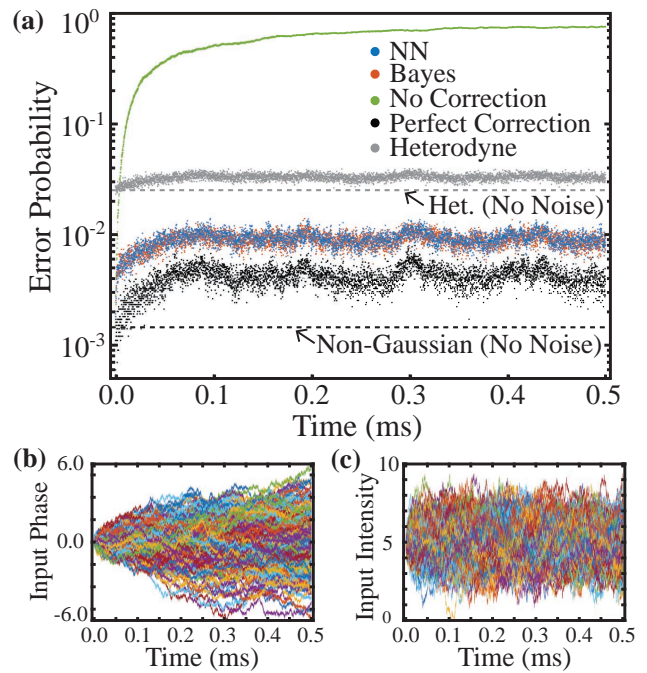 (a)
10^0
10^-1
10^-2
10^-3
Error Probability
NN
Bayes
No Correction
Perfect Correction
Heterodyne
Het. (No Noise)
Non-Gaussian (No Noise)
0.0 0.1 0.2 0.3 0.4 0.5
Time (ms)
(b)
6.0
0.0
-6.0
Input Phase
0.0 0.1 0.2 0.3 0.4 0.5
Time (ms)
(c)
10
5
0
Input Intensity
0.0 0.1 0.2 0.3 0.4 0.5
Time (ms)